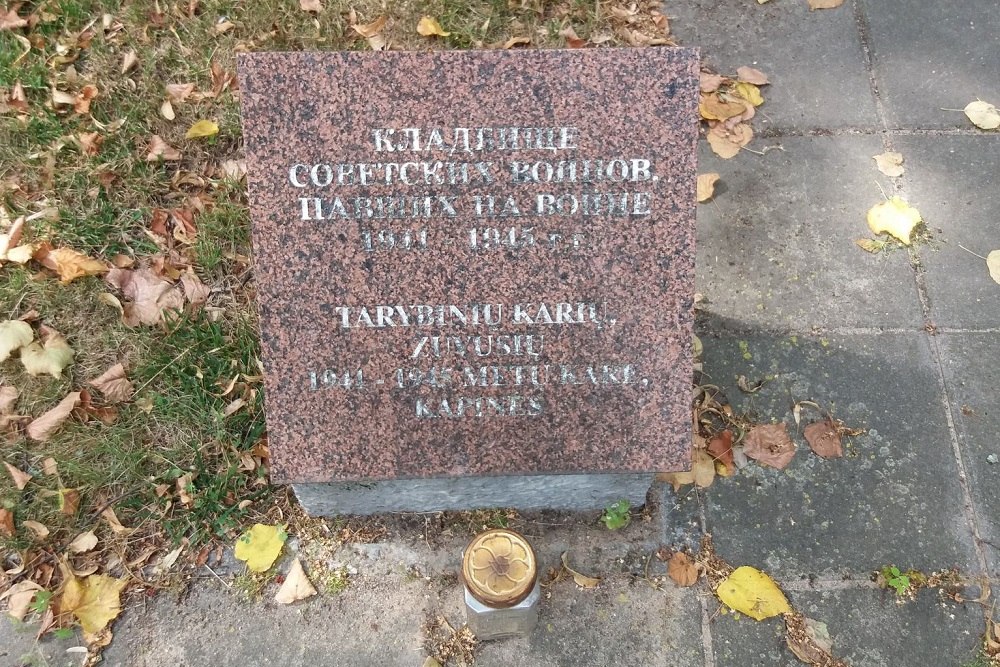 КЛАДБИЩЕ
СОВЕТСКИХ ВОИНОВ,
ПАВШИХ НА ВОЙНЕ
1941 - 1945 г.г.
TARYBINIŲ KARIŲ,
ŽUVUSIŲ
1941 - 1945 METŲ KARE,
KAPINĖS